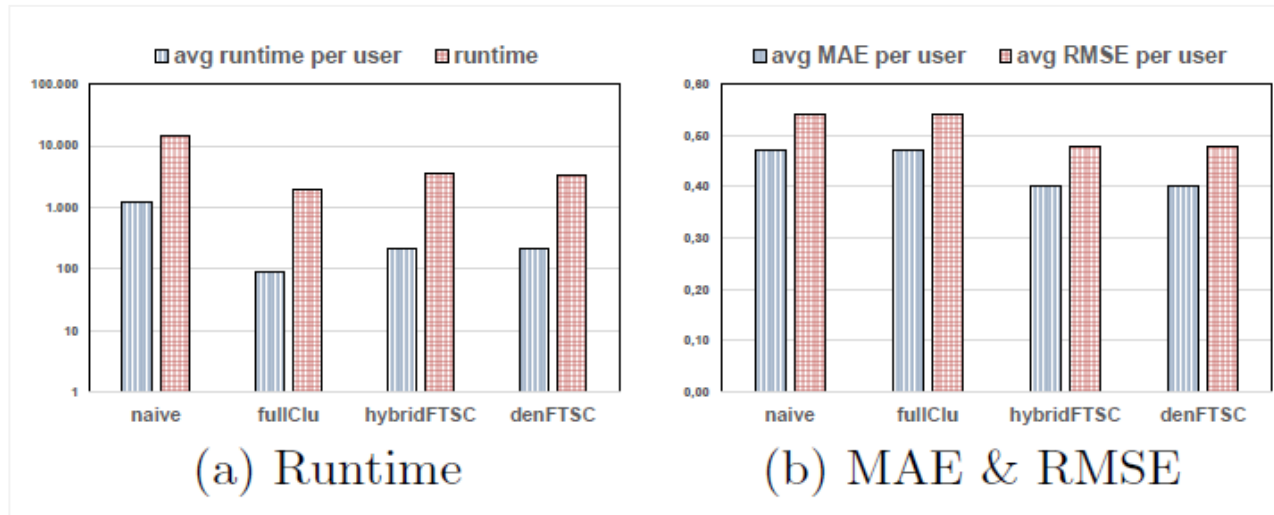 avg runtime per user runtime
100.000
10.000
1.000
100
10
1
naive fullClu hybridFTSC denFTSC
(a) Runtime
avg MAE per user avg RMSE per user
0,60
0,60
0,40
0,30
0,20
0,10
0,00
naive fullClu hybridFTSC denFTSC
(b) MAE & RMSE